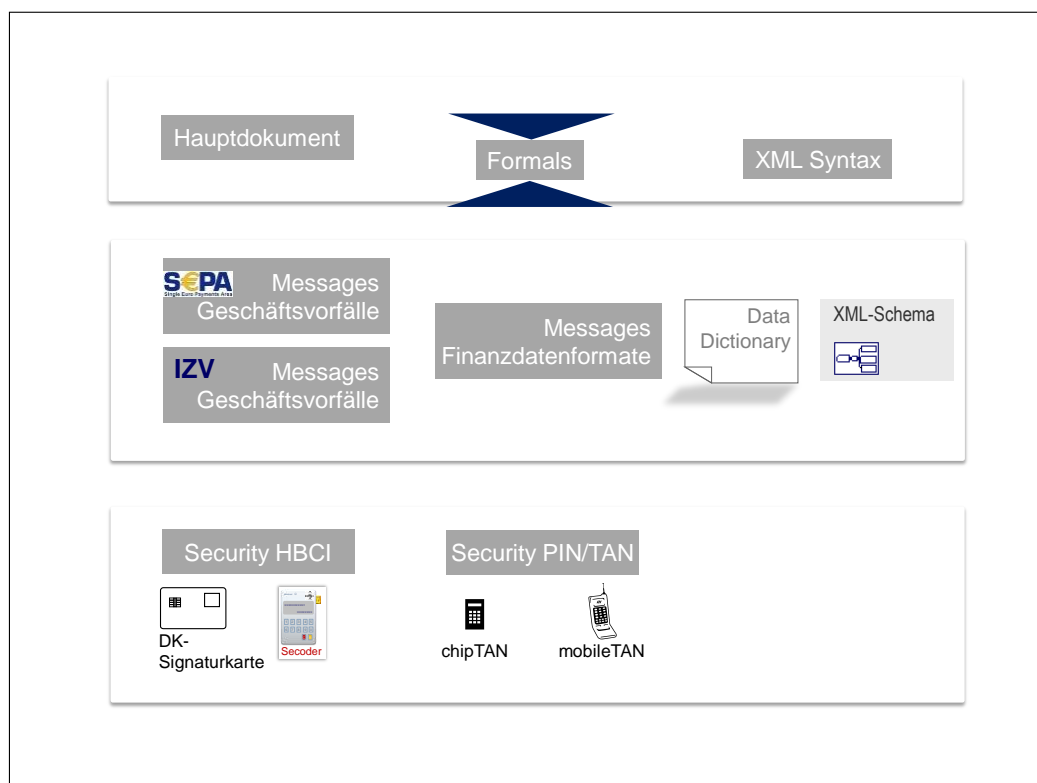 Hauptdokument
Formals
XML Syntax
S€PA
Single Euro Payments Area
Messages
Geschäftsvorfälle
IZV
Messages
Geschäftsvorfälle
Messages
Finanzdatenformate
Data
Dictionary
XML-Schema
Security HBCI
Security PIN/TAN
DK-
Signaturkarte
Secoder
chipTAN
mobileTAN